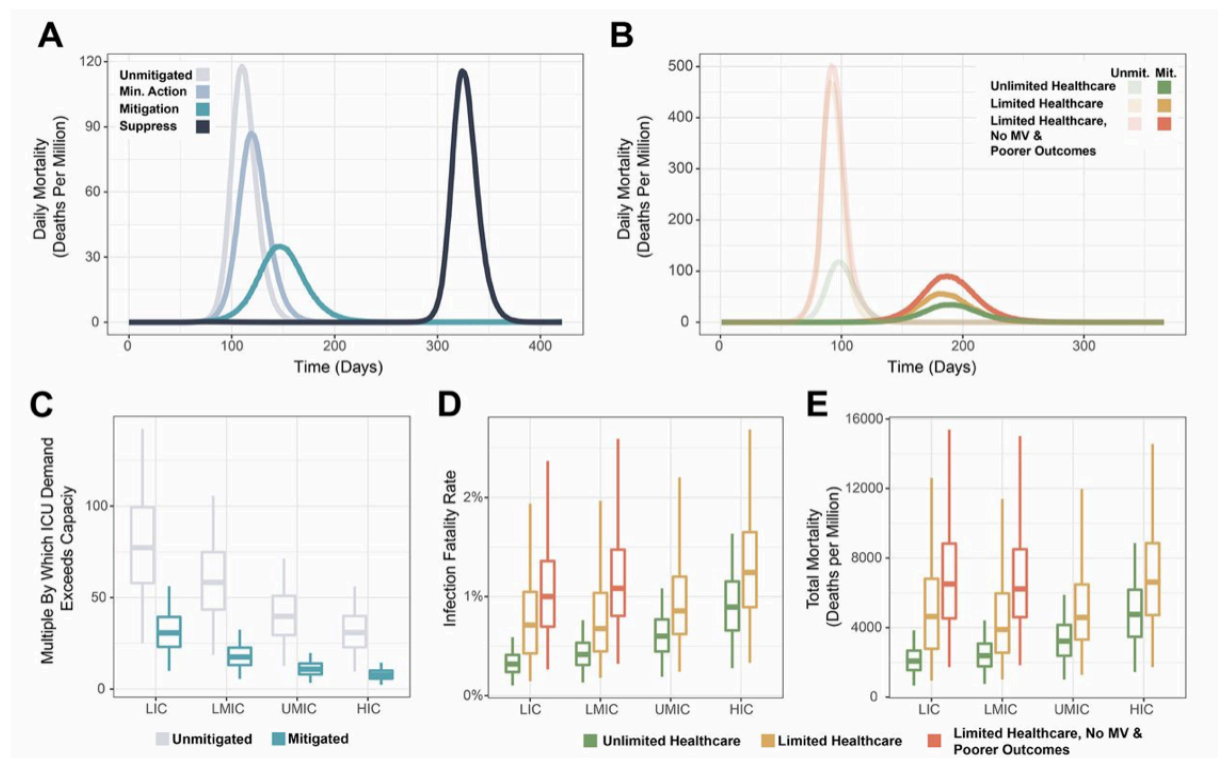 A
Daily Mortality
(Deaths Per Million)
120
90
60
30
0
Unmitigated
Min. Action
Mitigation
Suppress
0
100
200
300
400
Time (Days)
B
Daily Mortality
(Deaths Per Million)
500
400
300
200
100
0
Unmit. Mit.
Unlimited Healthcare
Limited Healthcare
Limited Healthcare,
No MV &
Poorer Outcomes
0
100
200
300
Time (Days)
C
Multiple By Which ICU Demand
Exceeds Capaciy
100
50
0
LIC
LMIC
UMIC
HIC
Unmitigated
Mitigated
D
Infection Fatality Rate
2%
1%
0%
LIC
LMIC
UMIC
HIC
E
Total Mortality
(Deaths per Million)
16000
12000
8000
4000
0
LIC
LMIC
UMIC
HIC
Unlimited Healthcare
Limited Healthcare
Limited Healthcare, No MV &
Poorer Outcomes